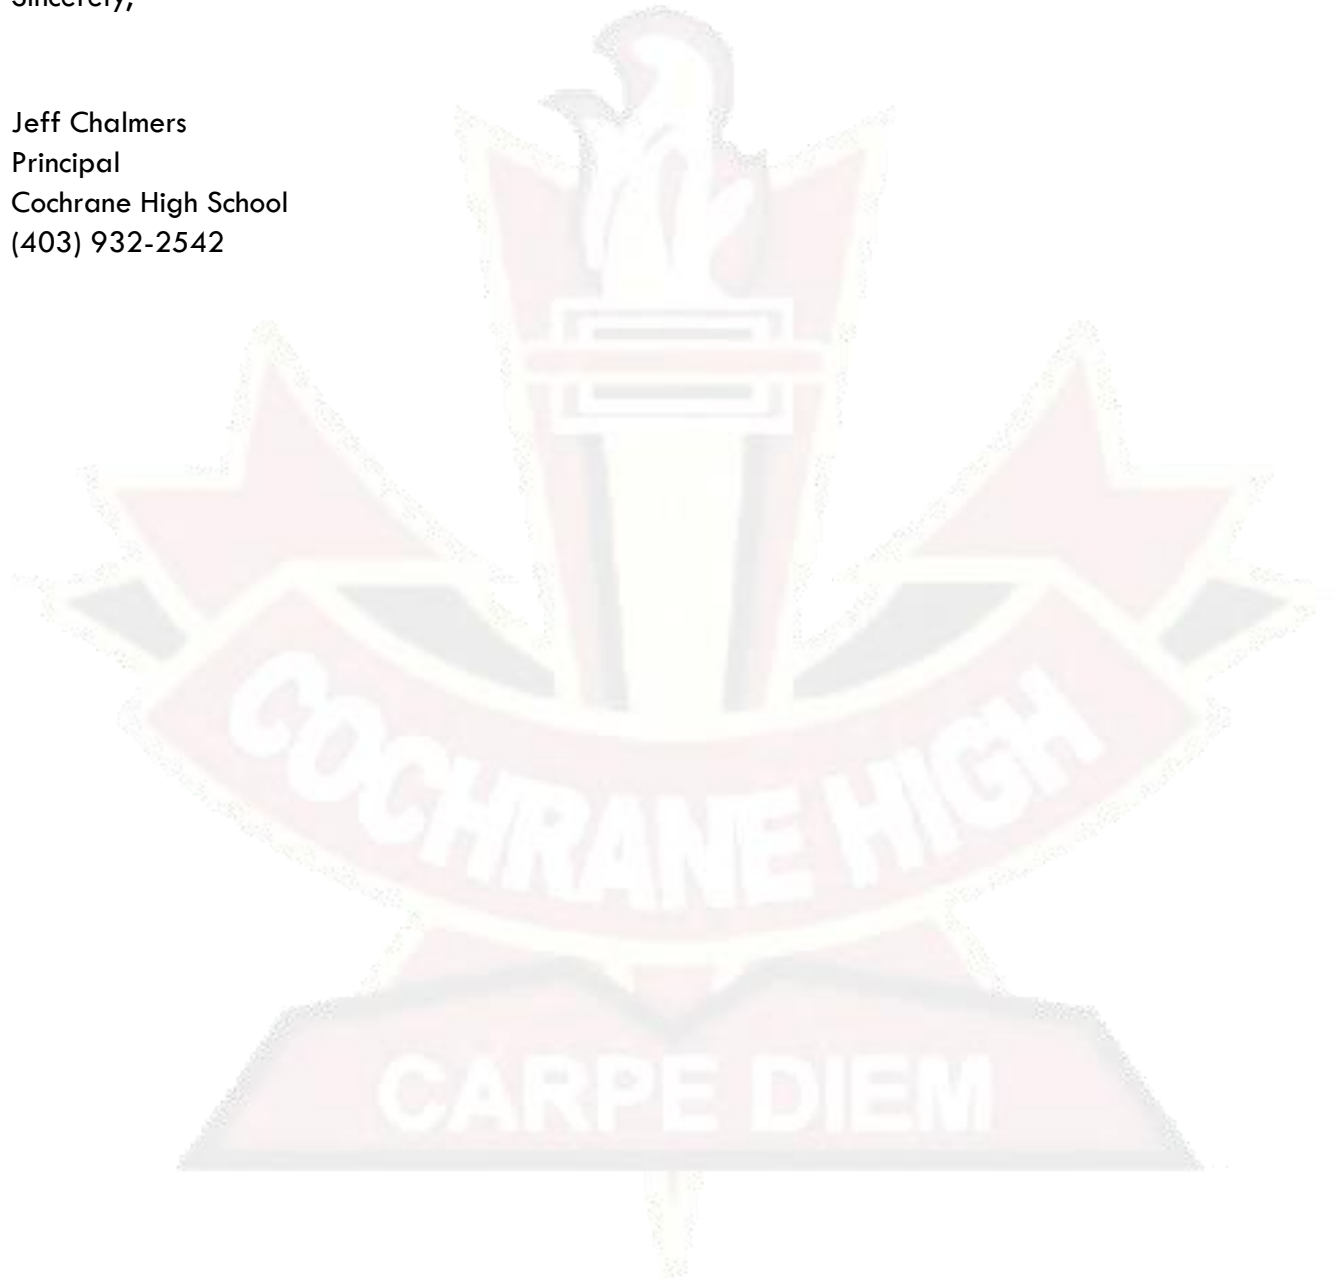 Sincerely,
Jeff Chalmers
Principal
Cochrane High School
(403) 932-2542
COCHRANE HIGH
CARPE DIEM